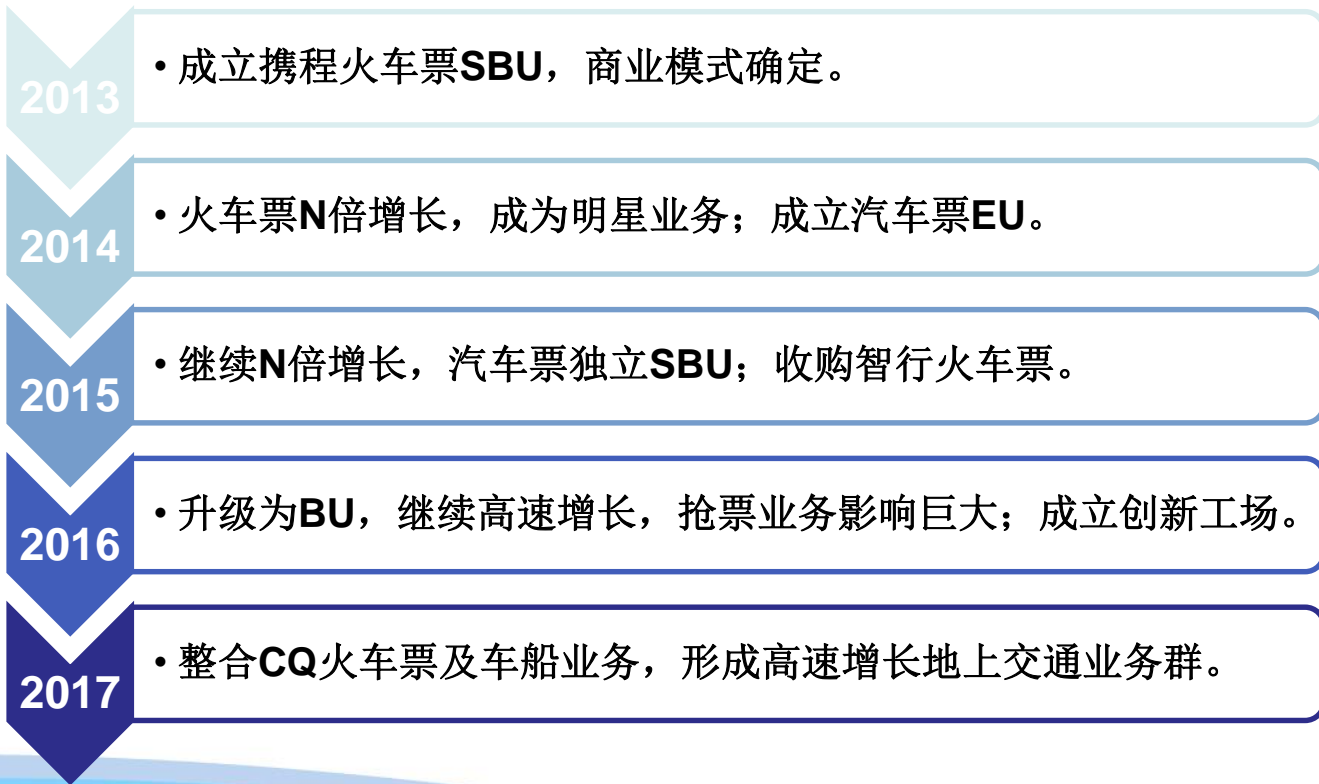 2013
• 成立携程火车票SBU，商业模式确定。
2014
• 火车票N倍增长，成为明星业务；成立汽车票EU。
2015
• 继续N倍增长，汽车票独立SBU；收购智行火车票。
2016
• 升级为BU，继续高速增长，抢票业务影响巨大；成立创新工场。
2017
• 整合CQ火车票及车船业务，形成高速增长地上交通业务群。